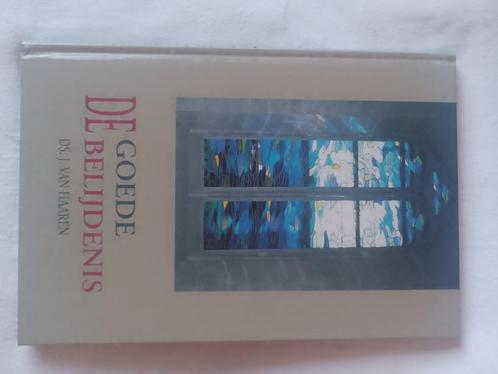 DE GOEDE
BELIJDENIS
DS. J. VAN HAAREN